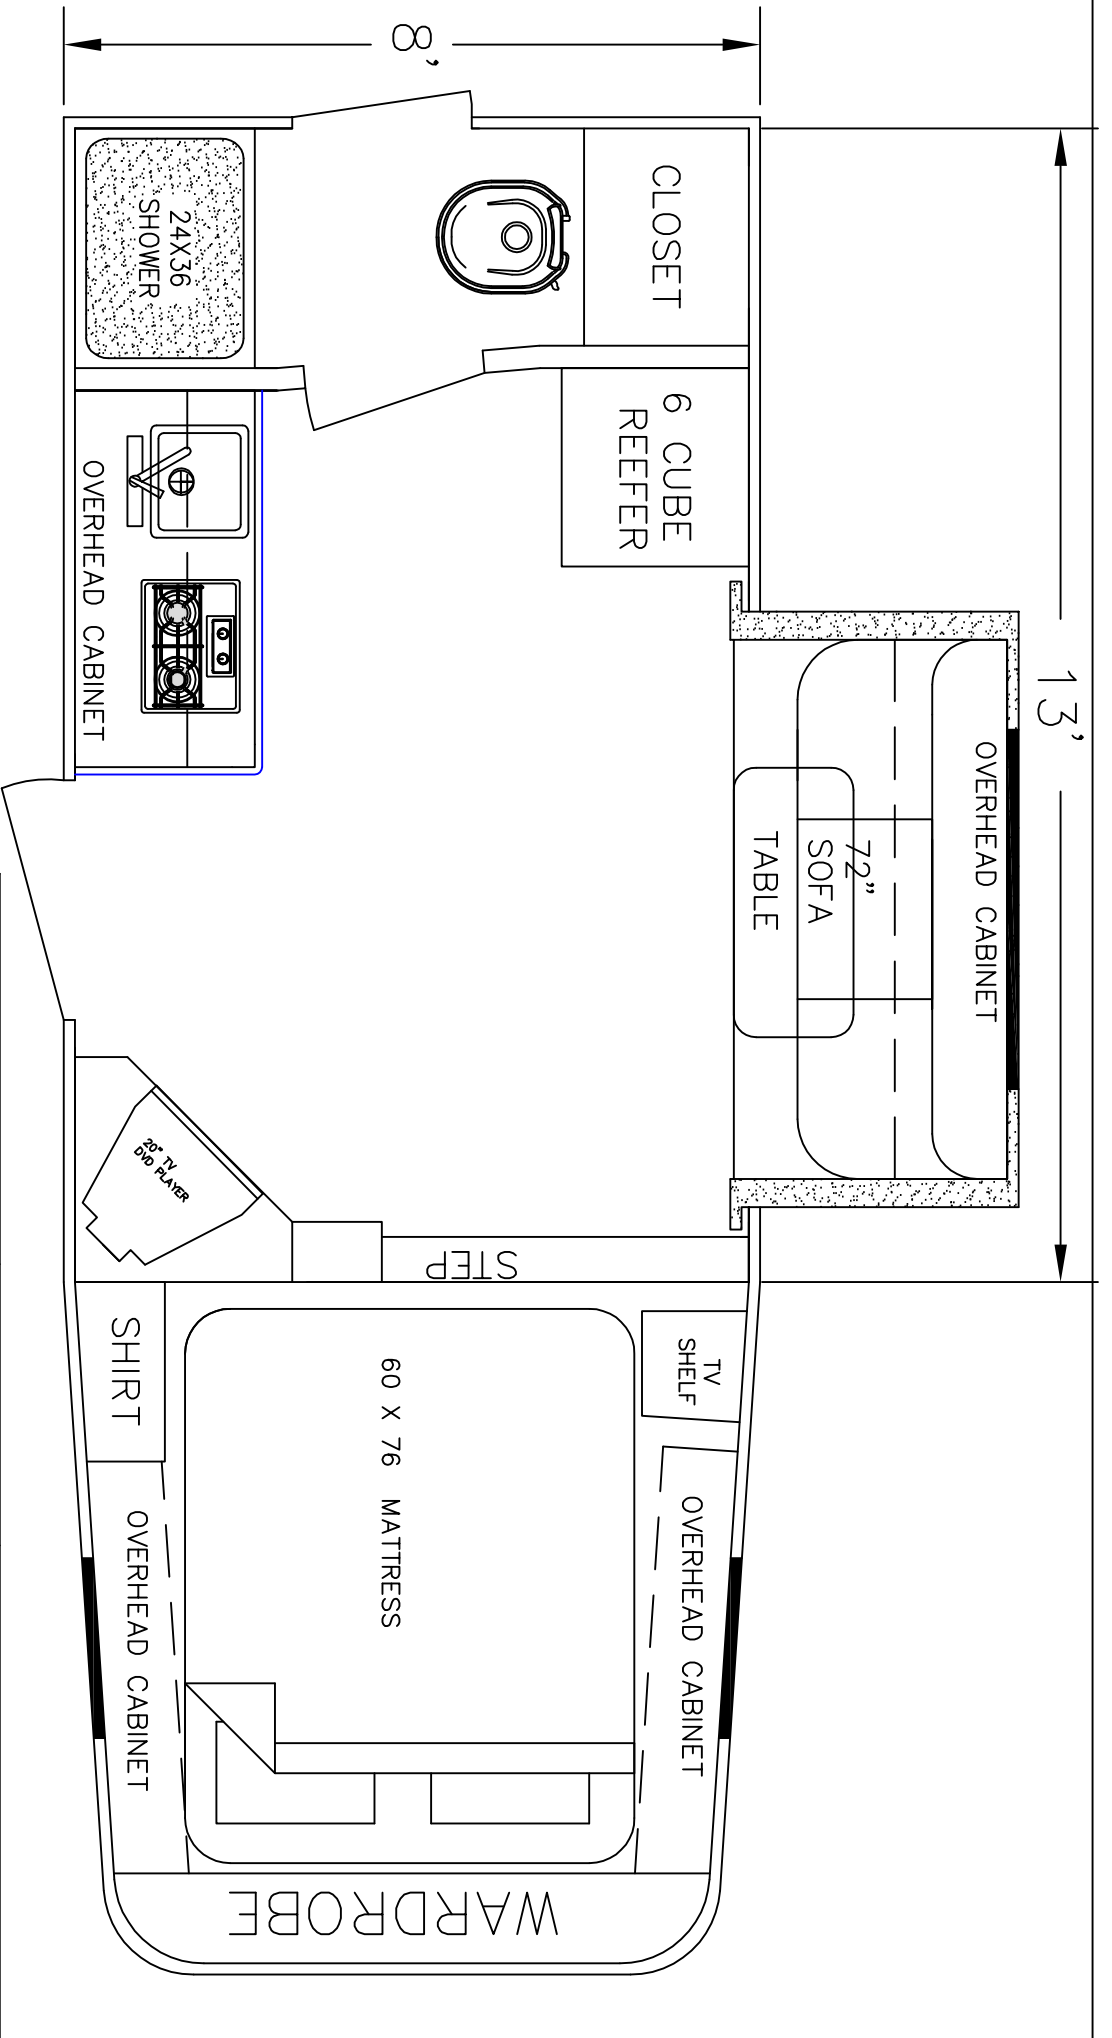 8'
13'
CLOSET
24X36
SHOWER
6 CUBE
REEFER
OVERHEAD CABINET
OVERHEAD CABINET
72"
SOFA
TABLE
20" TV
DVD PLAYER
STEP
SHIRT
TV
SHELF
60 X 76 MATTRESS
OVERHEAD CABINET
OVERHEAD CABINET
WARDROBE